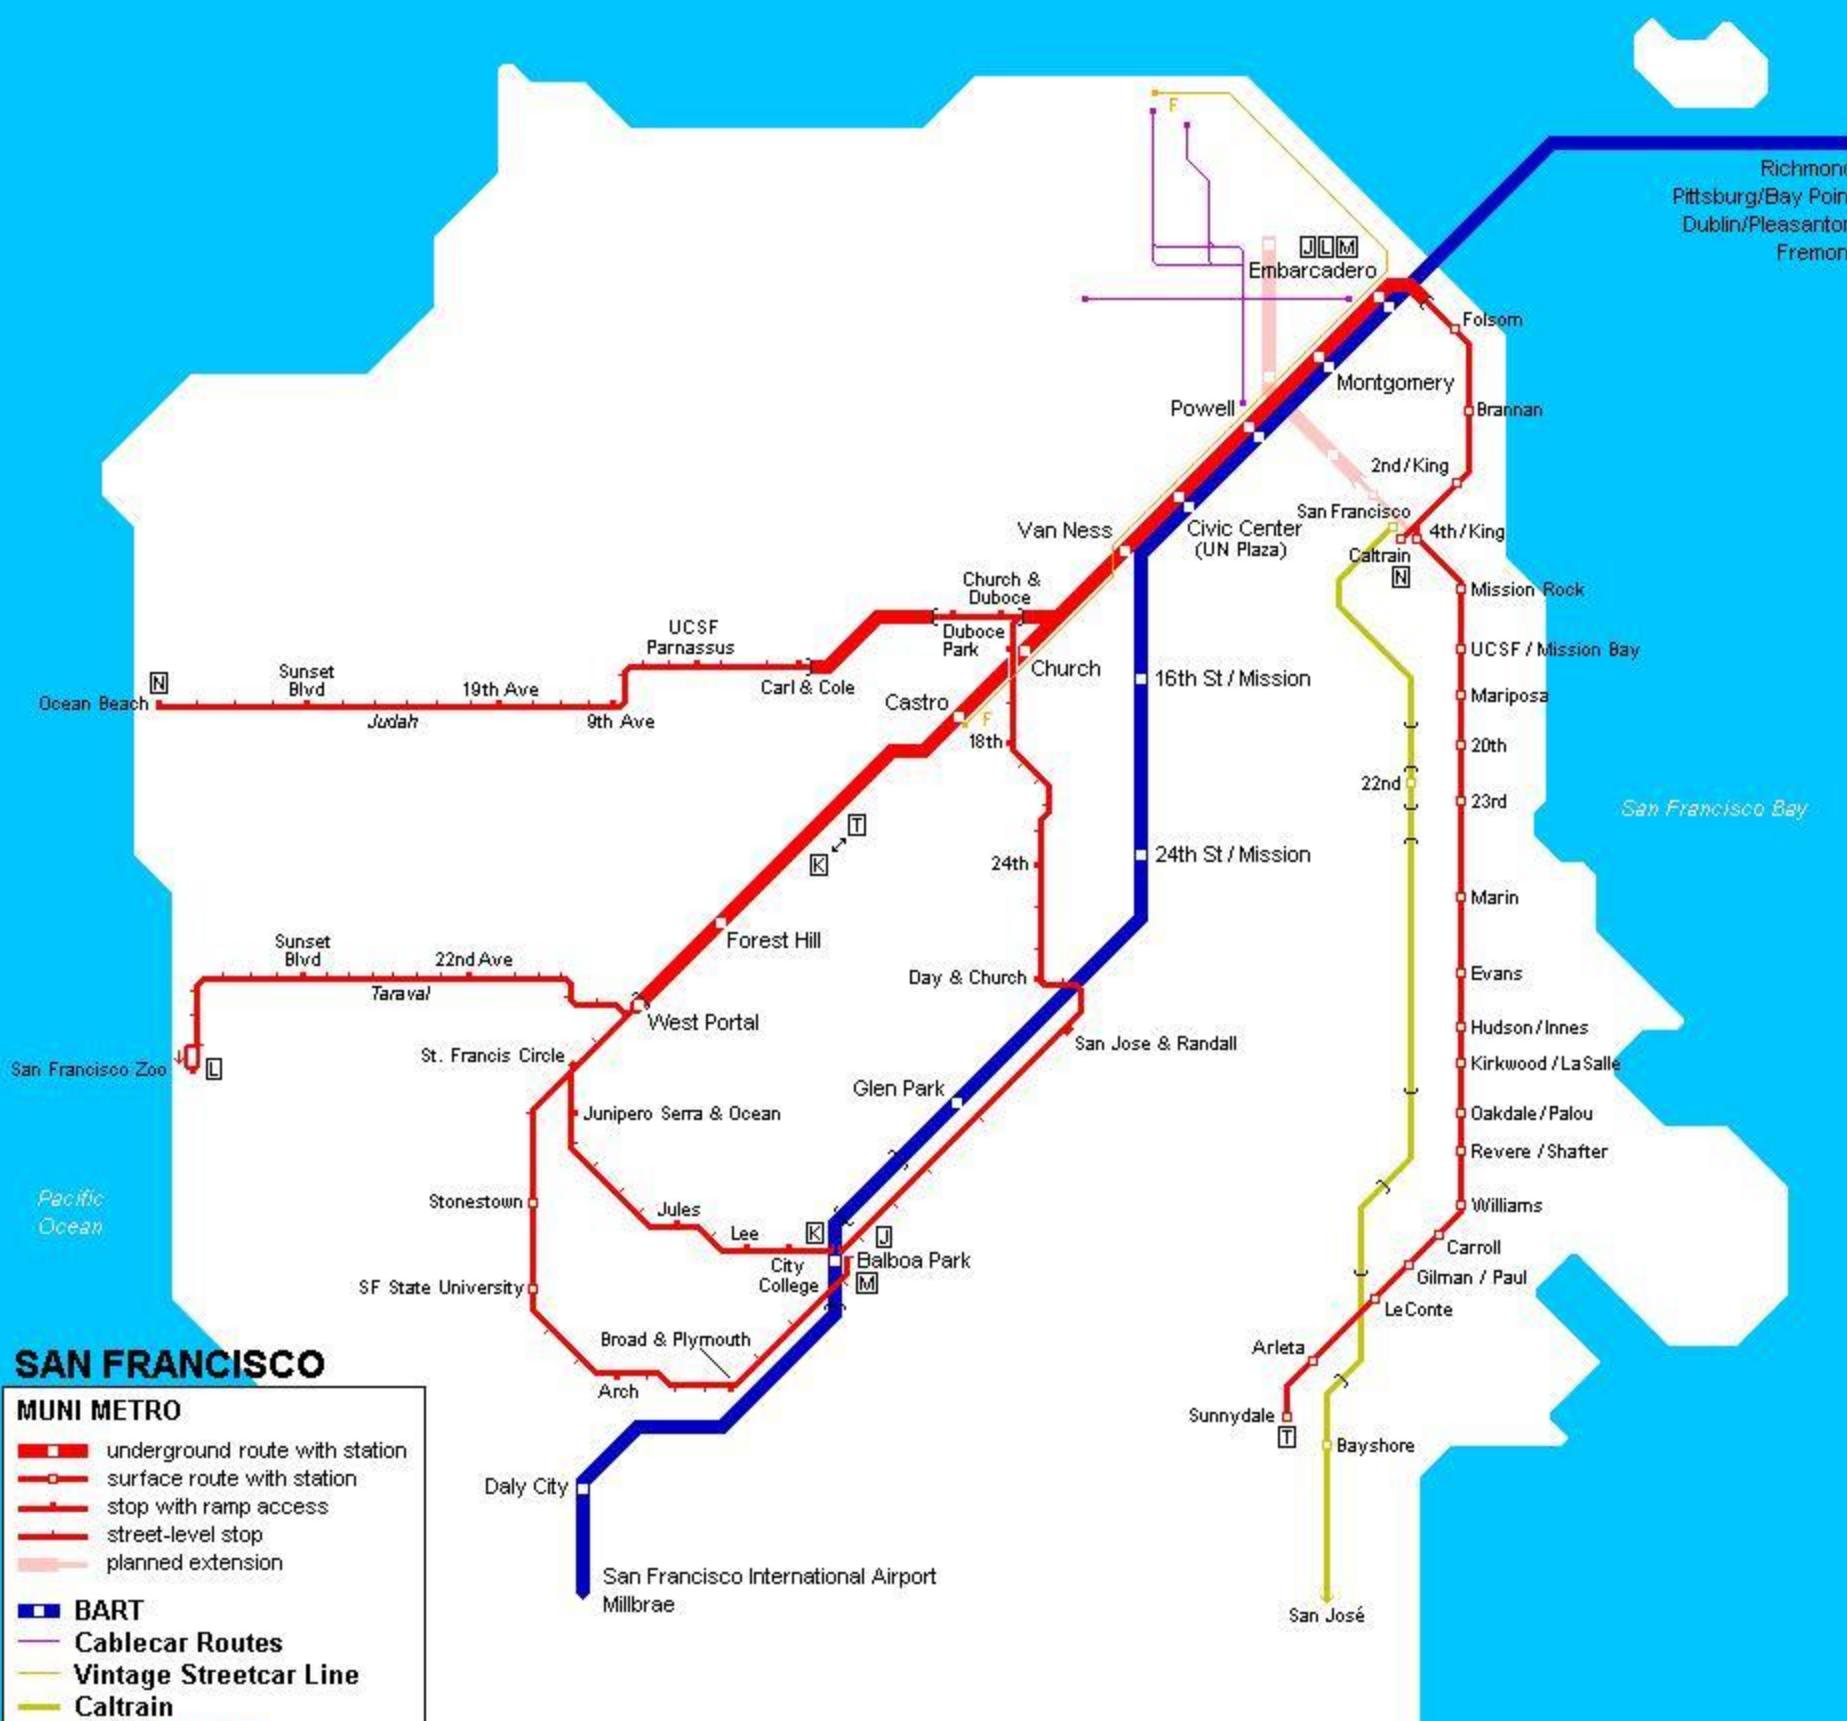 F
Richmon
Pittsburg/Bay Poin
Dublin/Pleasanton
Fremon
J L M
Embarcadero
Folsom
Montgomery
Powell
Brannan
2nd/King
San Francisco
4th/King
Caltrain
N
Van Ness
Civic Center
(UN Plaza)
Mission Rock
Church &
Duboce
UCSF
Parnassus
Duboce
Park
UCSF / Mission Bay
Church
16th St / Mission
Carl & Cole
Mariposa
N
Sunset
Blvd
19th Ave
Ocean Beach
Judah
9th Ave
Castro
F
18th
20th
22nd
23rd
San Francisco Bay
T
K
24th
24th St / Mission
Marin
Forest Hill
Sunset
Blvd
22nd Ave
Taraval
Day & Church
Evans
West Portal
Hudson/Innes
San Jose & Randall
St. Francis Circle
Kirkwood /LaSalle
San Francisco Zoo
L
Glen Park
Junipero Serra & Ocean
Oakdale/Palou
Revere /Shafter
Pacific
Ocean
Stonestown
Jules
Williams
Lee
K
J
Carroll
City
College
Balboa Park
M
Gilman / Paul
SF State University
LeConte
Broad & Plymouth
Arleta
Arch
Sunnydale
T
Bayshore
Daly City
San Francisco International Airport
Millbrae
San José
SAN FRANCISCO
MUNI METRO
underground route with station
surface route with station
stop with ramp access
street-level stop
planned extension
BART
Cablecar Routes
Vintage Streetcar Line
Caltrain